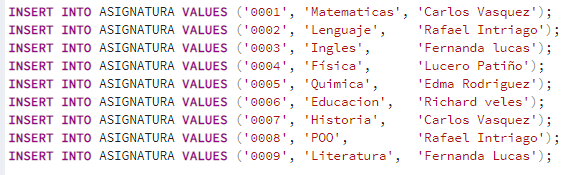 INSERT INTO ASIGNATURA VALUES ('0001', 'Matematicas', 'Carlos Vasquez');
INSERT INTO ASIGNATURA VALUES ('0002', 'Lenguaje', 'Rafael Intriago');
INSERT INTO ASIGNATURA VALUES ('0003', 'Ingles', 'Fernanda lucas');
INSERT INTO ASIGNATURA VALUES ('0004', 'Física', 'Lucero Patiño');
INSERT INTO ASIGNATURA VALUES ('0005', 'Quimica', 'Edma Rodriguez');
INSERT INTO ASIGNATURA VALUES ('0006', 'Educacion', 'Richard veles');
INSERT INTO ASIGNATURA VALUES ('0007', 'Historia', 'Carlos Vasquez');
INSERT INTO ASIGNATURA VALUES ('0008', 'POO', 'Rafael Intriago');
INSERT INTO ASIGNATURA VALUES ('0009', 'Literatura', 'Fernanda Lucas');